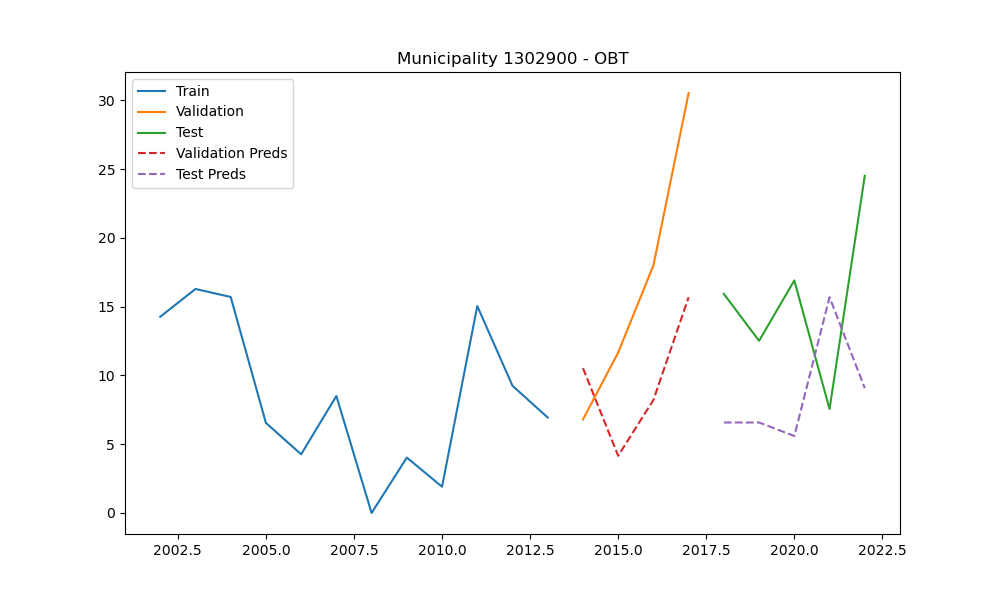 Municipality 1302900 - OBT
Train
Validation
Test
Validation Preds
Test Preds
30
25
20
15
10
5
0
2002.5 2005.0 2007.5 2010.0 2012.5 2015.0 2017.5 2020.0 2022.5